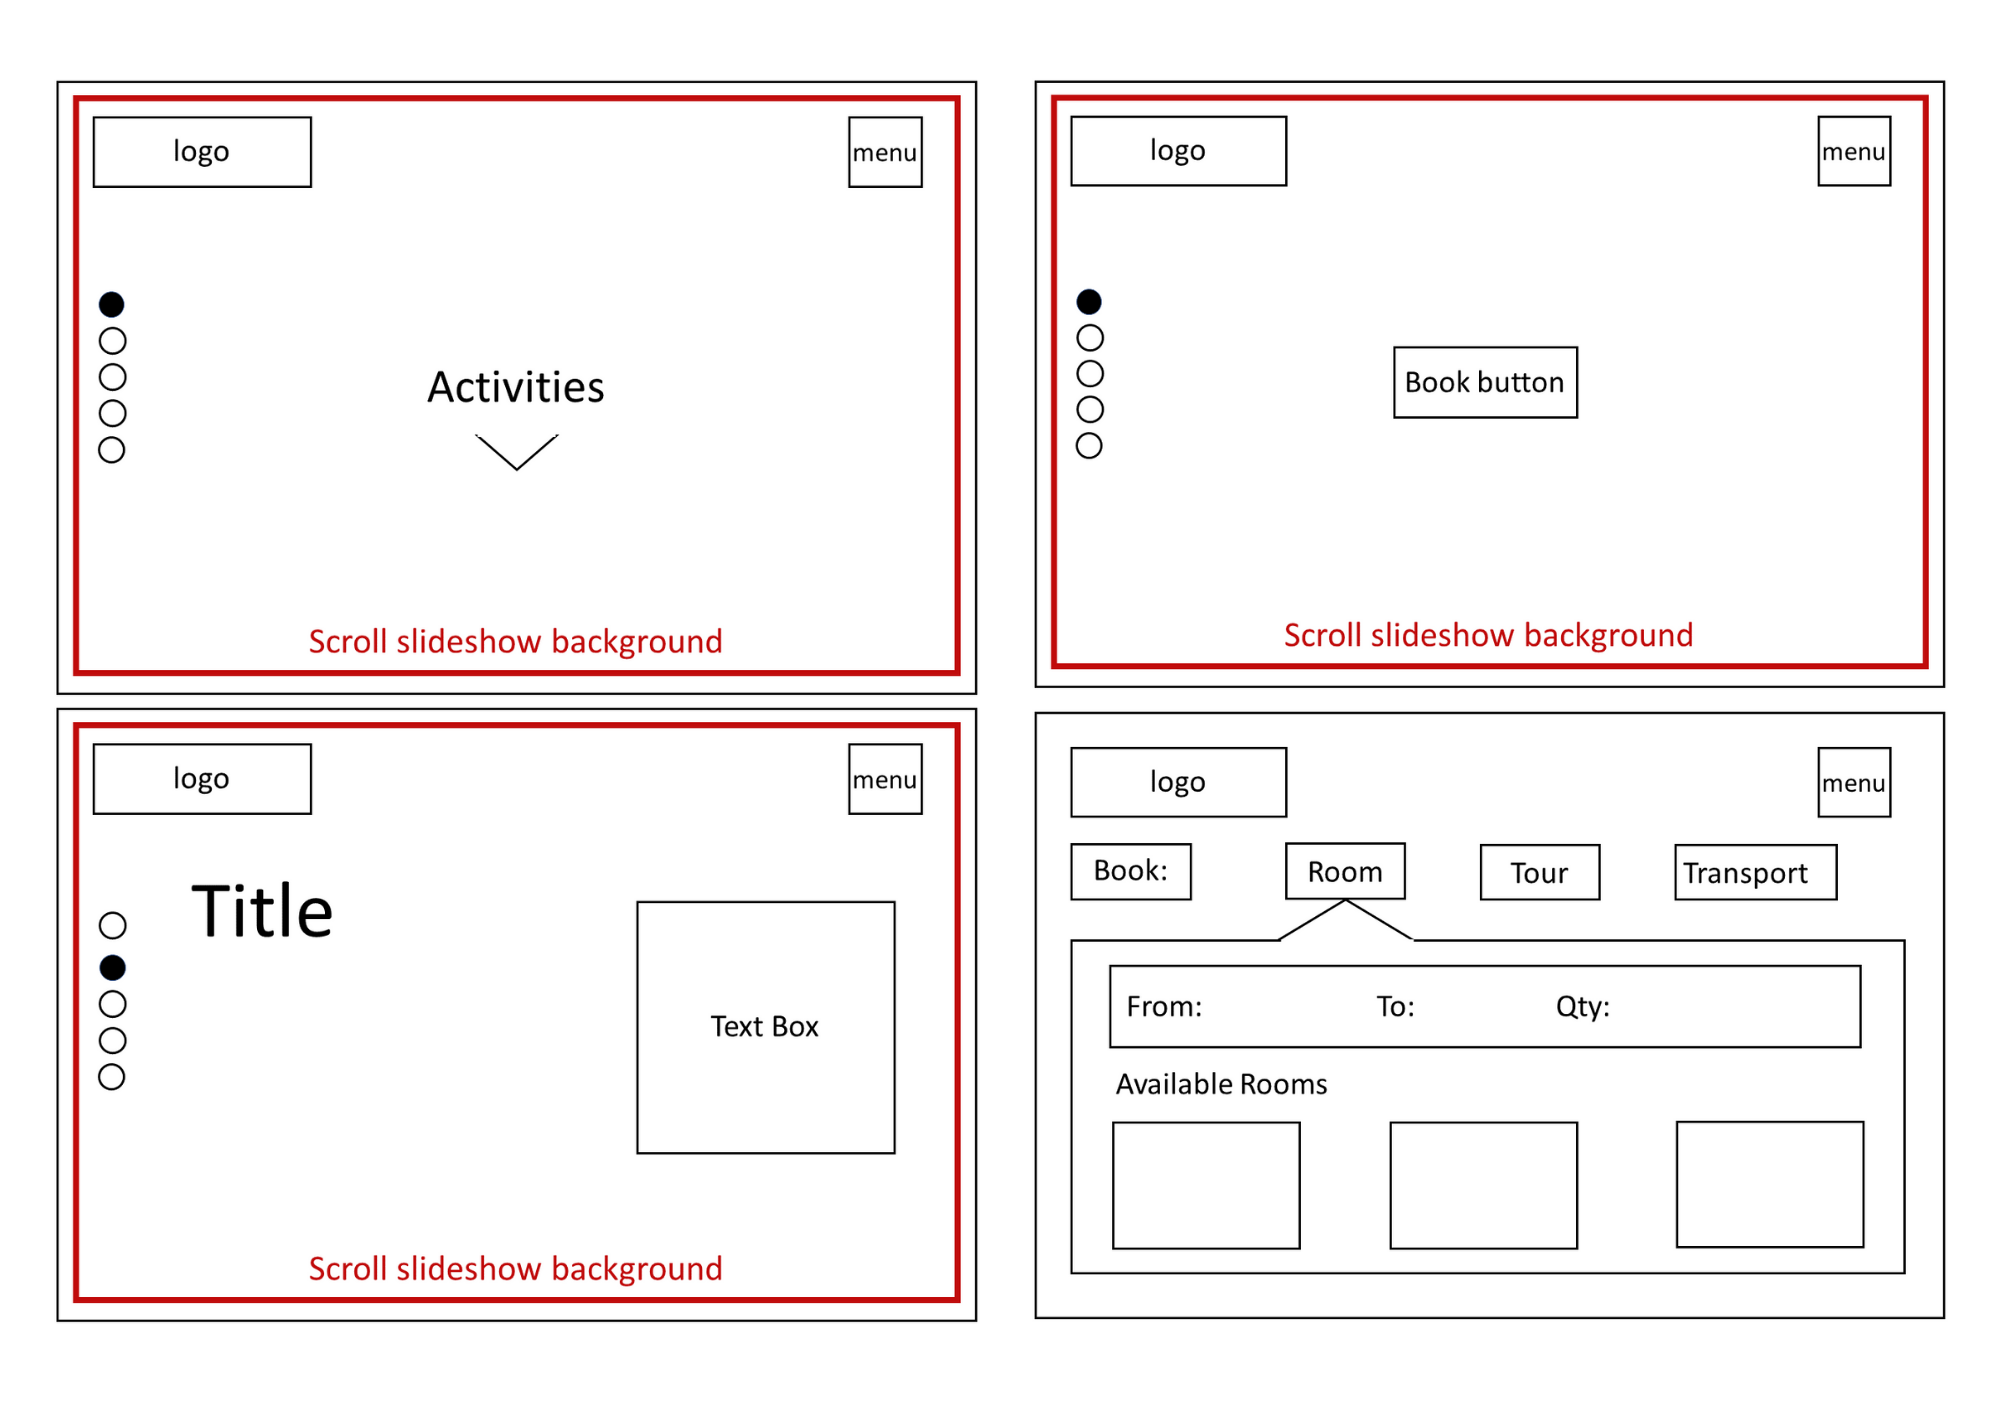 logo
menu
Activities
Scroll slideshow background
logo
menu
Book button
Scroll slideshow background
logo
menu
Title
Text Box
Scroll slideshow background
logo
menu
Book:
Room
Tour
Transport
From: To: Qty:
Available Rooms